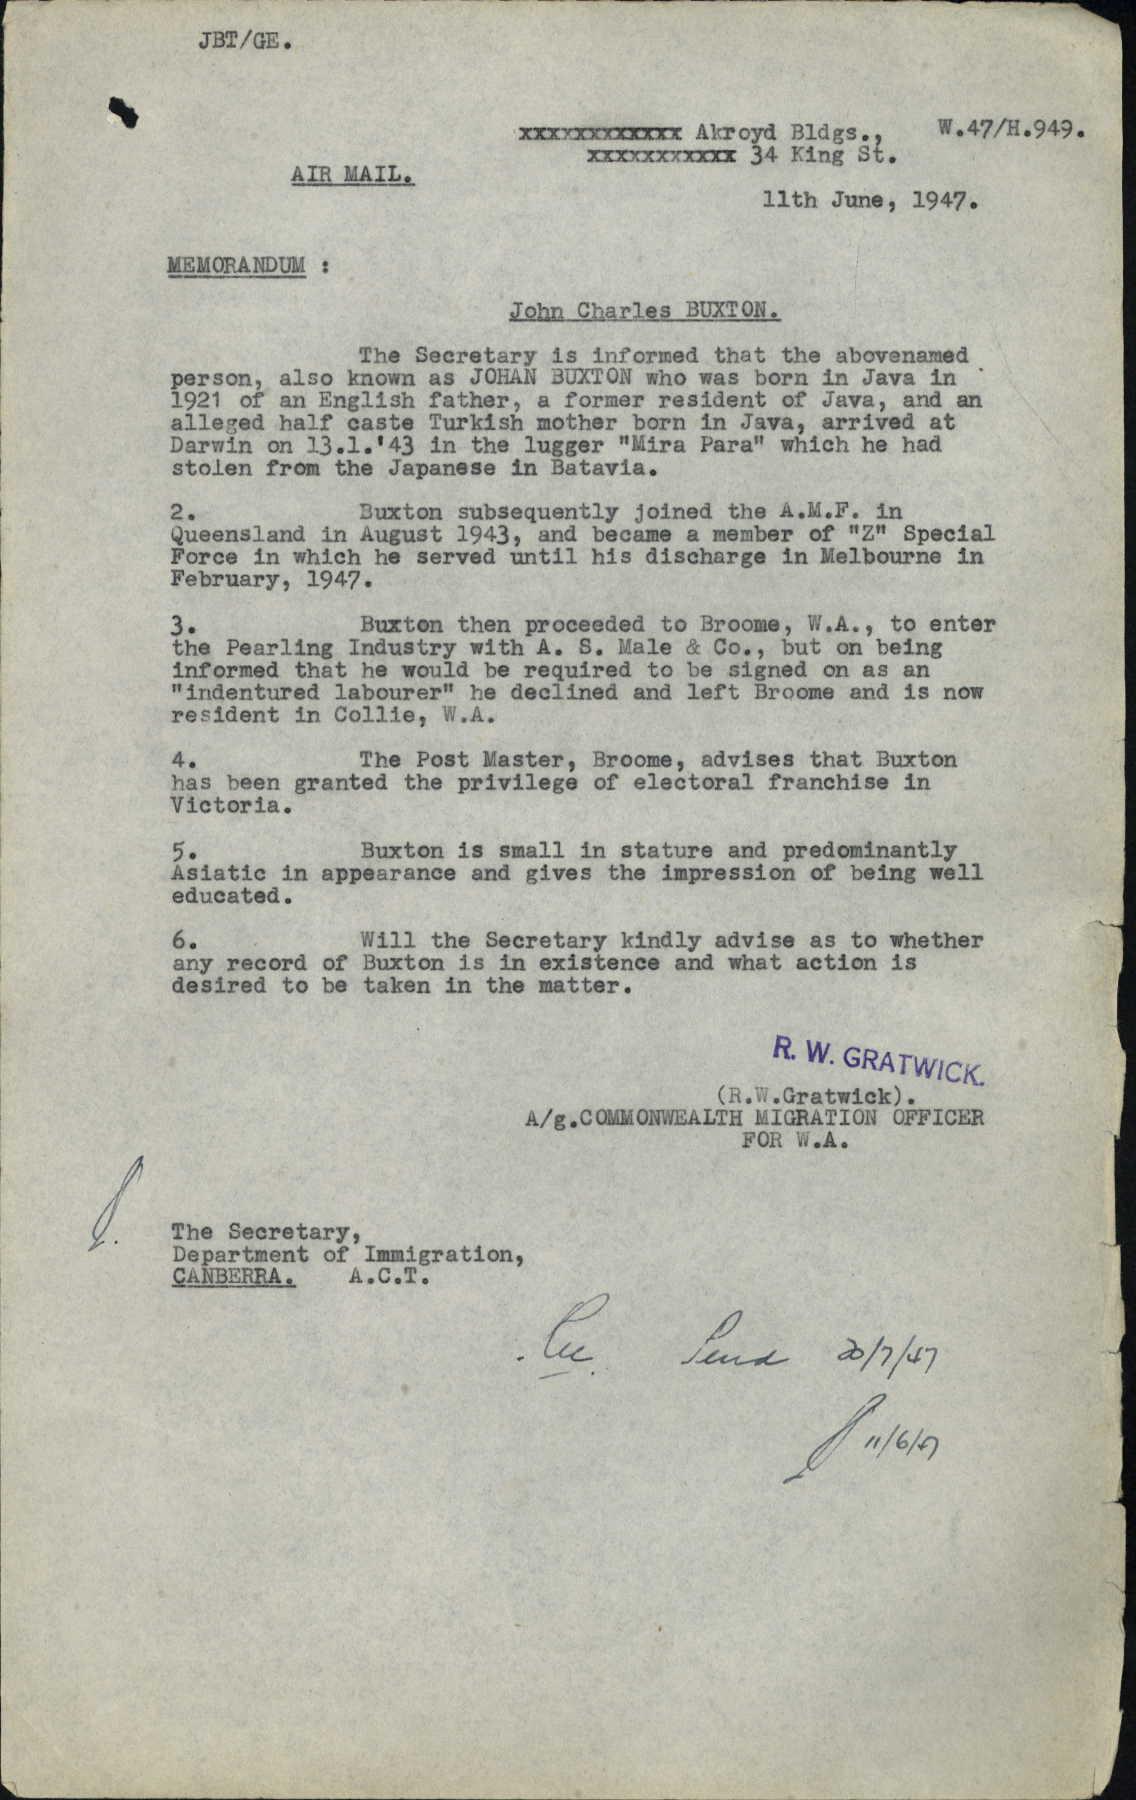 JBT/GE.
xxxxxxxxxxxx Akroyd Bldgs., W.47/H.949.
xxxxxxxxxxx 34 King St.
AIR MAIL.
11th June, 1947.
MEMORANDUM :
John Charles BUXTON.
The Secretary is informed that the abovenamed
person, also known as JOHAN BUXTON who was born in Java in
1921 of an English father, a former resident of Java, and an
alleged half caste Turkish mother born in Java, arrived at
Darwin on 13.1.'43 in the lugger "Mira Para" which he had
stolen from the Japanese in Batavia.
2. Buxton subsequently joined the A.M.F. in
Queensland in August 1943, and became a member of "Z" Special
Force in which he served until his discharge in Melbourne in
February, 1947.
3. Buxton then proceeded to Broome, W.A., to enter
the Pearling Industry with A. S. Male & Co., but on being
informed that he would be required to be signed on as an
"indentured labourer" he declined and left Broome and is now
resident in Collie, W.A.
4. The Post Master, Broome, advises that Buxton
has been granted the privilege of electoral franchise in
Victoria.
5. Buxton is small in stature and predominantly
Asiatic in appearance and gives the impression of being well
educated.
6. Will the Secretary kindly advise as to whether
any record of Buxton is in existence and what action is
desired to be taken in the matter.
R. W. GRATWICK.
(R.W.Gratwick).
A/g.COMMONWEALTH MIGRATION OFFICER
FOR W.A.
The Secretary,
Department of Immigration,
CANBERRA. A.C.T.
20/7/47
11/6/47